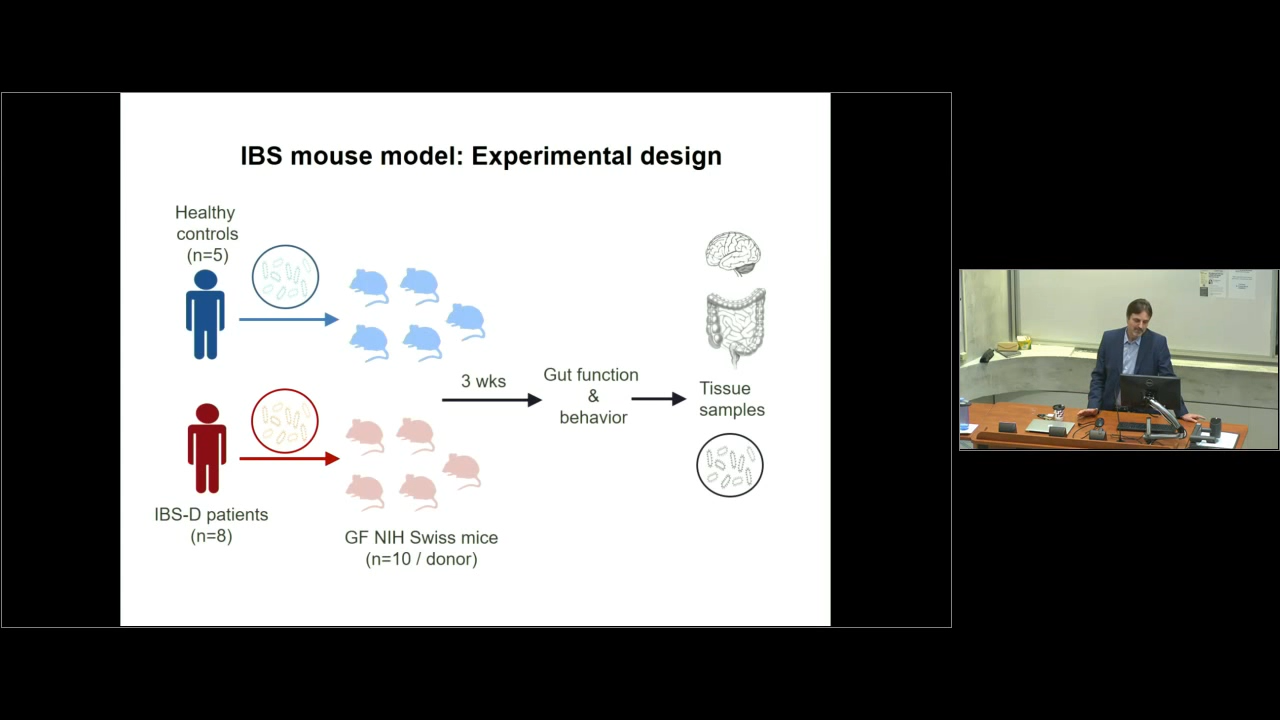 IBS mouse model: Experimental design
Healthy
controls
(n=5)
3 wks
Gut function
&
behavior
Tissue
samples
IBS-D patients
(n=8)
GF NIH Swiss mice
(n=10 / donor)